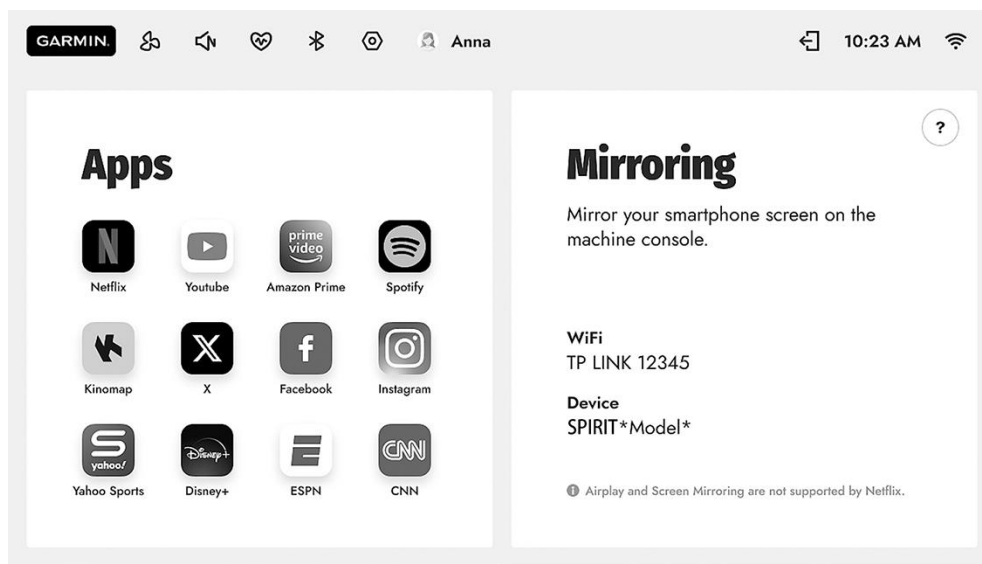 GARMIN.
Anna
10:23 AM
Apps
N
Netflix
Youtube
prime
video
Amazon Prime
Spotify
K
Kinomap
X
X
f
Facebook
Instagram
S
yahoo!
Yahoo Sports
Disney+
Disney+
E
ESPN
CNN
CNN
?
Mirroring
Mirror your smartphone screen on the
machine console.
WiFi
TP LINK 12345
Device
SPIRIT*Model*
Airplay and Screen Mirroring are not supported by Netflix.